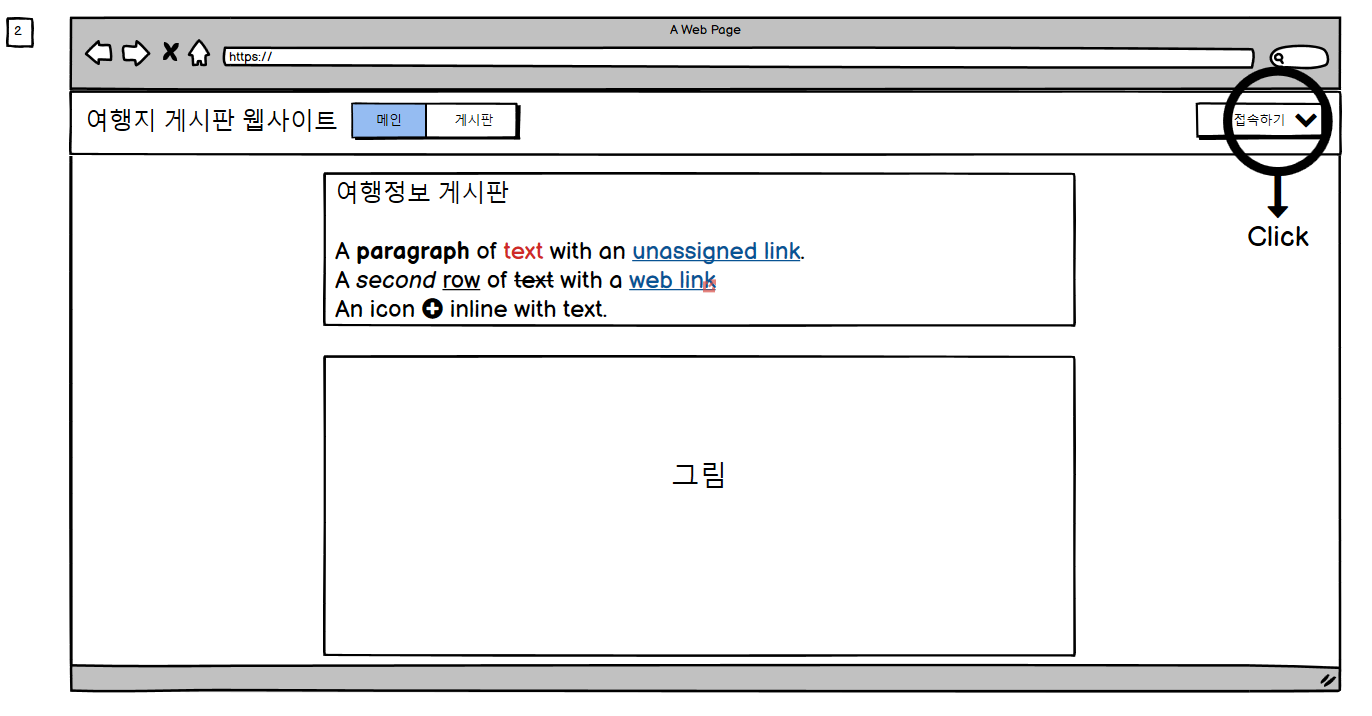 2
A Web Page
https://
여행지 게시판 웹사이트
메인
게시판
접속하기
여행정보 게시판
Click
A paragraph of text with an unassigned link.
A second row of text with a web link
An icon inline with text.
그림